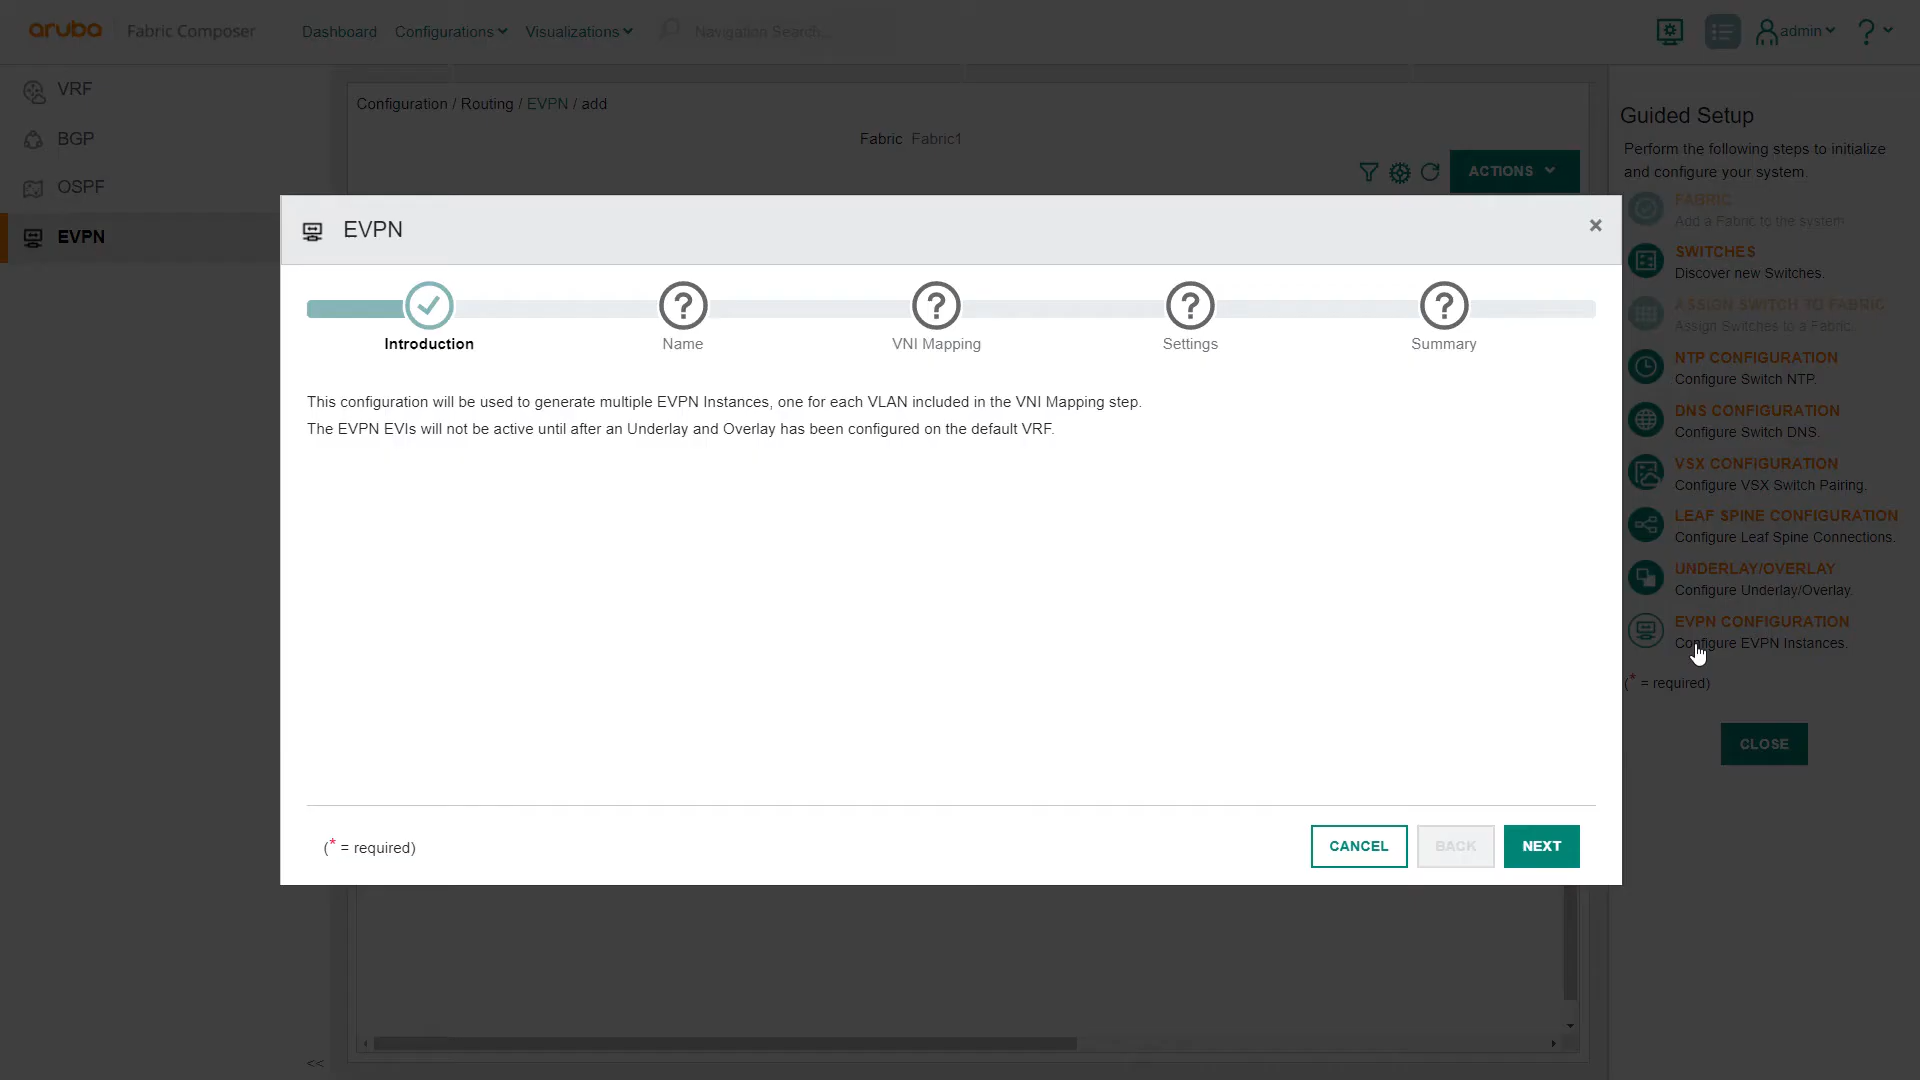 aruba Fabric Composer Dashboard Configurations Visualizations Navigation Search... admin ?
VRF
BGP
OSPF
EVPN
Configuration / Routing / EVPN / add
Fabric Fabric1
ACTIONS
EVPN
×
Introduction
? Name
? VNI Mapping
? Settings
? Summary
This configuration will be used to generate multiple EVPN Instances, one for each VLAN included in the VNI Mapping step.
The EVPN EVIs will not be active until after an Underlay and Overlay has been configured on the default VRF.
(* = required)
CANCEL
BACK
NEXT
<<
Guided Setup
Perform the following steps to initialize
and configure your system.
FABRIC
Add a Fabric to the system
SWITCHES
Discover new Switches.
ASSIGN SWITCH TO FABRIC
Assign Switches to a Fabric.
NTP CONFIGURATION
Configure Switch NTP.
DNS CONFIGURATION
Configure Switch DNS.
VSX CONFIGURATION
Configure VSX Switch Pairing.
LEAF SPINE CONFIGURATION
Configure Leaf Spine Connections.
UNDERLAY/OVERLAY
Configure Underlay/Overlay.
EVPN CONFIGURATION
Configure EVPN Instances.
(* = required)
CLOSE